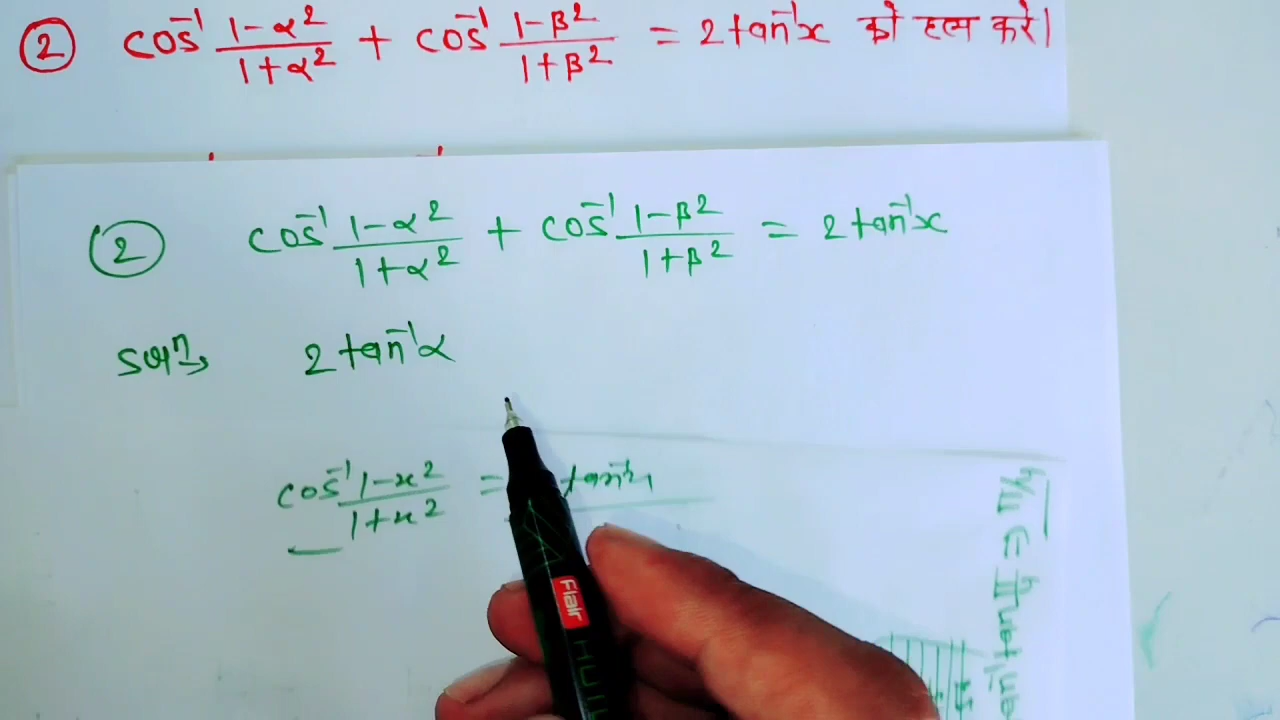 ② cos⁻¹ (1-α²)/(1+α²) + cos⁻¹ (1-β²)/(1+β²) = 2tan⁻¹x को हल करे।
② cos⁻¹ (1-α²)/(1+α²) + cos⁻¹ (1-β²)/(1+β²) = 2tan⁻¹x
Solⁿ→ 2tan⁻¹α
cos⁻¹ (1-x²)/(1+x²) =
Flair